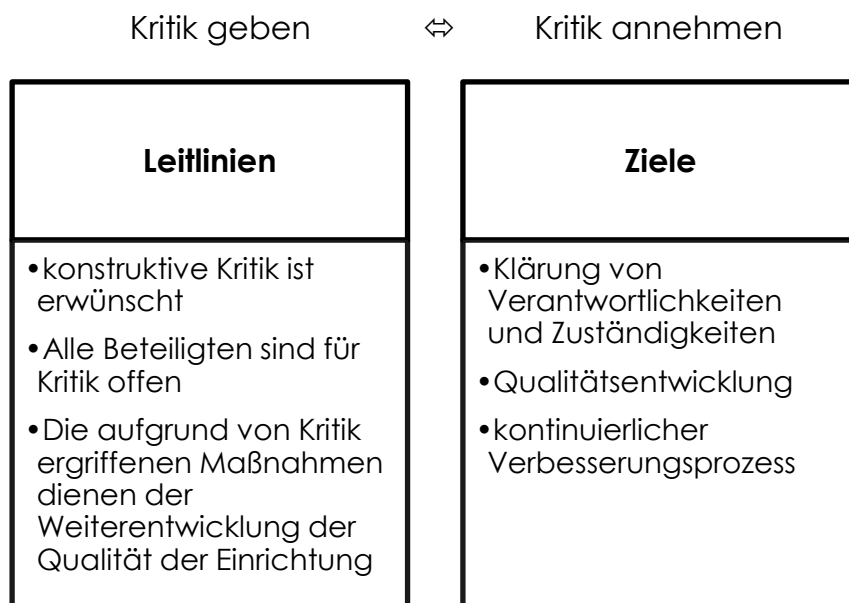 Kritik geben ⇔ Kritik annehmen
Leitlinien
•konstruktive Kritik ist
erwünscht
•Alle Beteiligten sind für
Kritik offen
•Die aufgrund von Kritik
ergriffenen Maßnahmen
dienen der
Weiterentwicklung der
Qualität der Einrichtung
Ziele
•Klärung von
Verantwortlichkeiten
und Zuständigkeiten
•Qualitätsentwicklung
•kontinuierlicher
Verbesserungsprozess